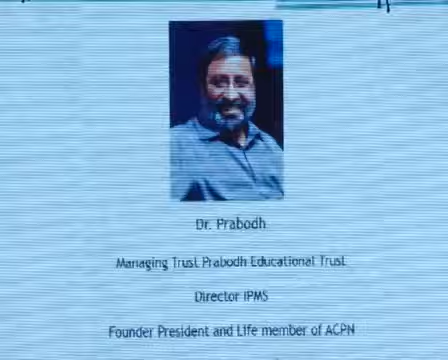 Dr. Prabodh
Managing Trust Prabodh Educational Trust
Director IPMS
Founder President and Life member of ACPN